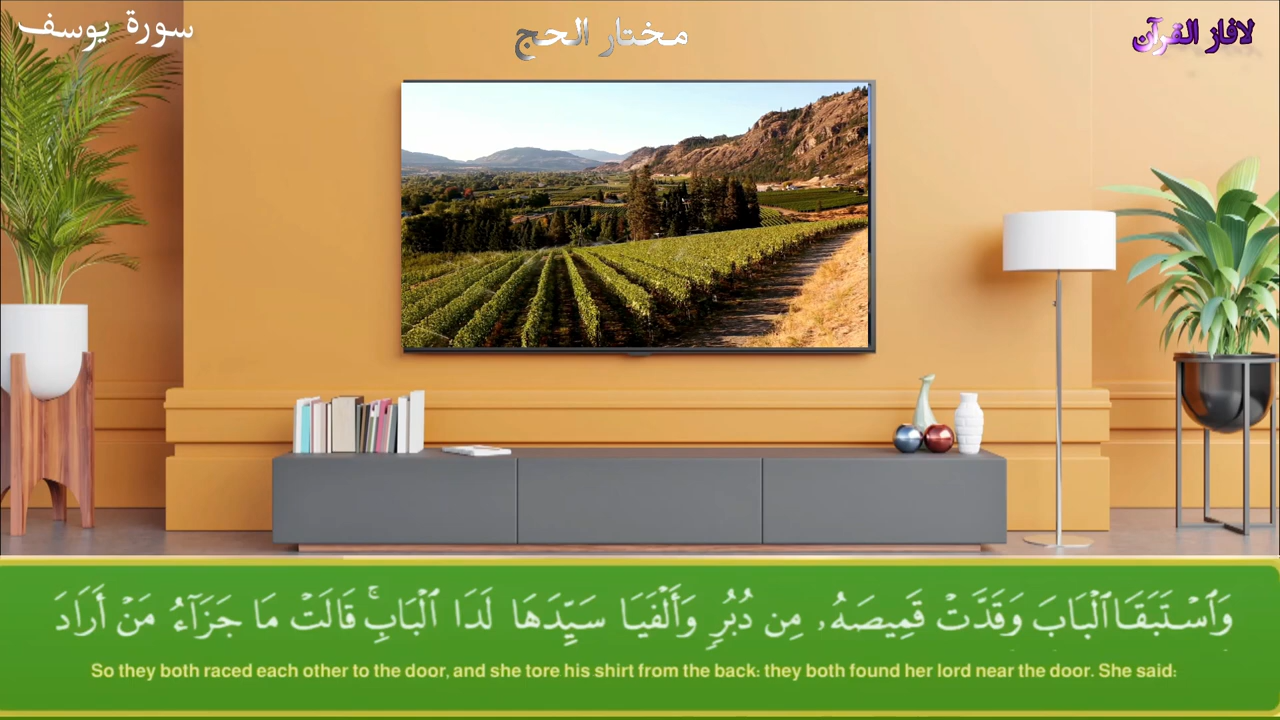 سورة يوسف
مختار الحج
لافاز القرآن
وَٱسْتَبَقَا ٱلْبَابَ وَقَدَّتْ قَمِيصَهُۥ مِن دُبُرٍ وَأَلْفَيَا سَيِّدَهَا لَدَا ٱلْبَابِ ۚ قَالَتْ مَا جَزَآءُ مَنْ أَرَادَ
So they both raced each other to the door, and she tore his shirt from the back: they both found her lord near the door. She said: